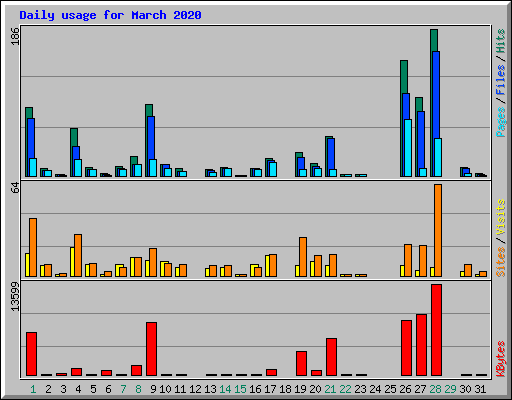 Daily usage for March 2020
186
Pages / Files / Hits
64
Sites / Visits
13599
KBytes
1 2 3 4 5 6 7 8 9 10 11 12 13 14 15 16 17 18 19 20 21 22 23 24 25 26 27 28 29 30 31